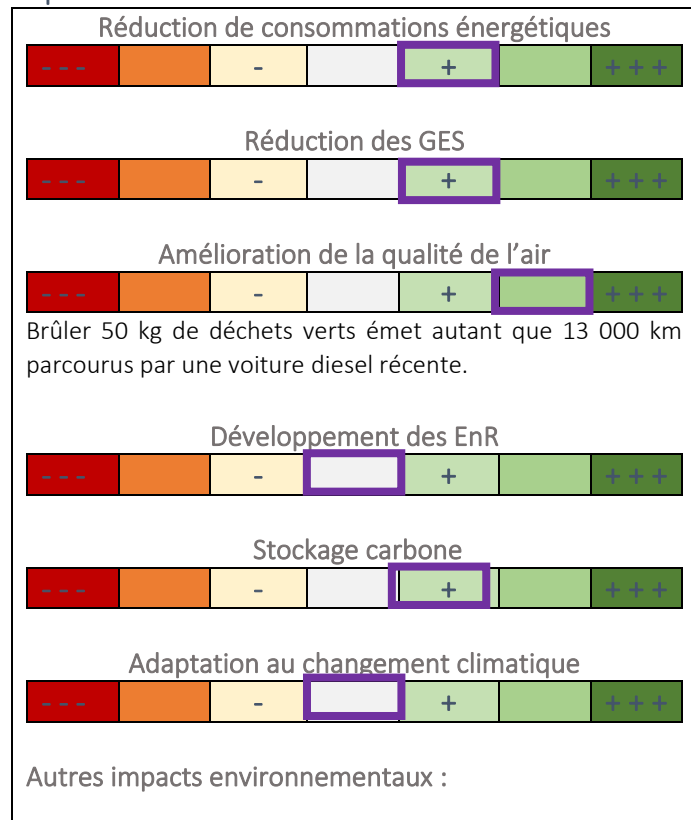 Réduction de consommations énergétiques
- - - - + + + +
Réduction des GES
- - - - + + + +
Amélioration de la qualité de l’air
- - - - + + + +
Brûler 50 kg de déchets verts émet autant que 13 000 km
parcourus par une voiture diesel récente.
Développement des EnR
- - - - + + + +
Stockage carbone
- - - - + + + +
Adaptation au changement climatique
- - - - + + + +
Autres impacts environnementaux :